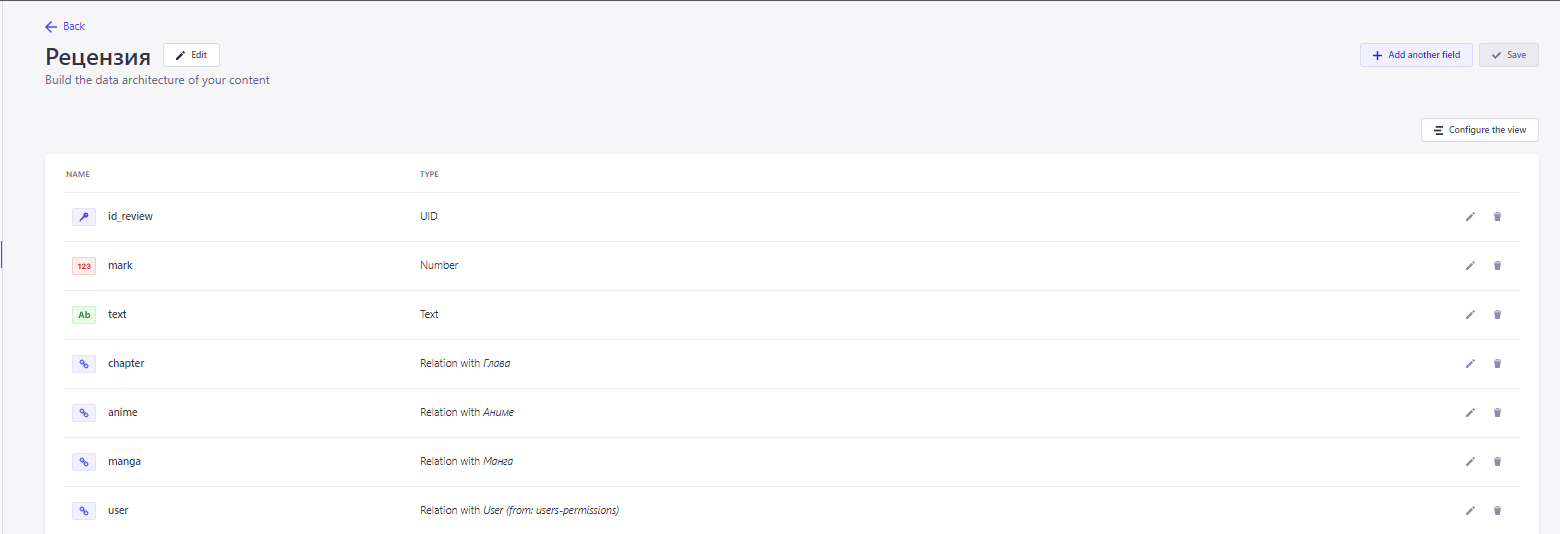 Back
Рецензия Edit
Build the data architecture of your content
Add another field Save
Configure the view
NAME TYPE
id_review UID
123 mark Number
Ab text Text
chapter Relation with Глава
anime Relation with Аниме
manga Relation with Манга
user Relation with User (from: users-permissions)